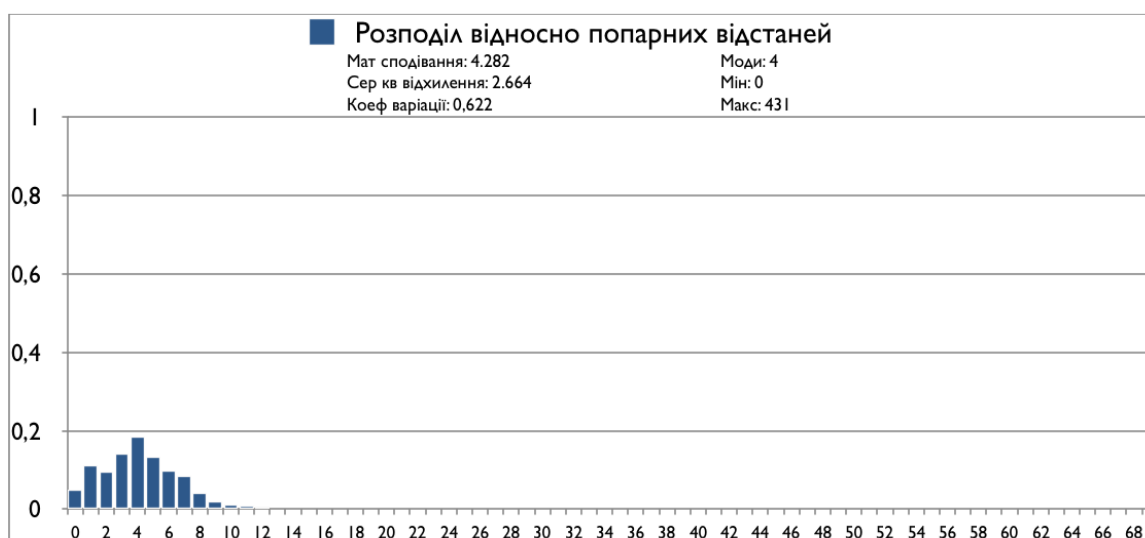 Розподіл відносно попарних відстаней
Мат сподівання: 4.282 Моди: 4
Сер кв відхилення: 2.664 Мін: 0
Коеф варіації: 0,622 Макс: 431
1
0,8
0,6
0,4
0,2
0
0 2 4 6 8 10 12 14 16 18 20 22 24 26 28 30 32 34 36 38 40 42 44 46 48 50 52 54 56 58 60 62 64 66 68